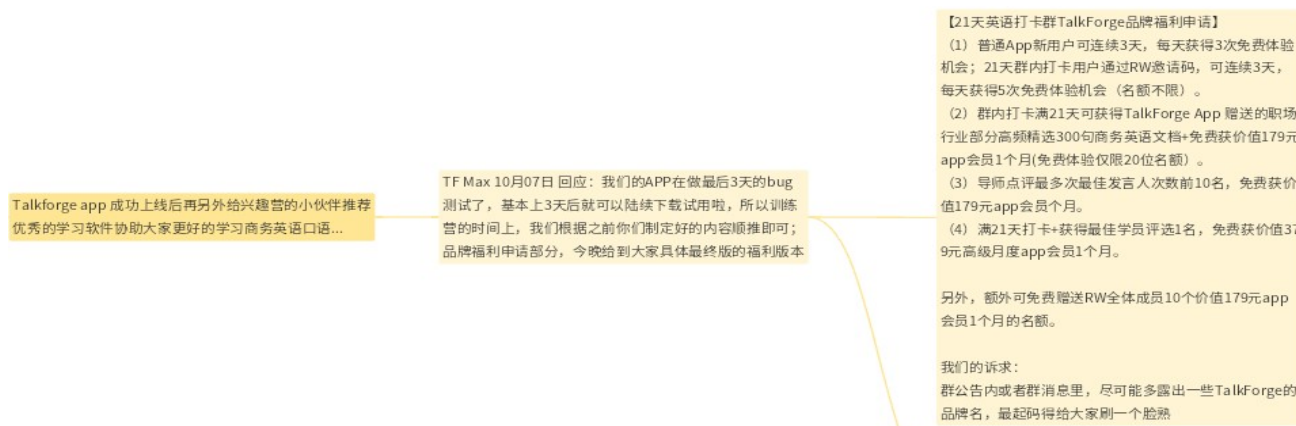 Talkforge app 成功上线后再另外给兴趣营的小伙伴推荐
优秀的学习软件协助大家更好的学习商务英语口语...
TF Max 10月07日 回应：我们的APP在做最后3天的bug
测试了，基本上3天后就可以陆续下载试用啦，所以训练
营的时间上，我们根据之前你们制定好的内容顺推即可；
品牌福利申请部分，今晚给到大家具体最终版的福利版本
【21天英语打卡群TalkForge品牌福利申请】
（1）普通App新用户可连续3天，每天获得3次免费体验
机会；21天群内打卡用户通过RW邀请码，可连续3天，
每天获得5次免费体验机会（名额不限）。
（2）群内打卡满21天可获得TalkForge App 赠送的职场
行业部分高频精选300句商务英语文档+免费获价值179元
app会员1个月(免费体验仅限20位名额）。
（3）导师点评最多次最佳发言人次数前10名，免费获价
值179元app会员个月。
（4）满21天打卡+获得最佳学员评选1名，免费获价值37
9元高级月度app会员1个月。
另外，额外可免费赠送RW全体成员10个价值179元app
会员1个月的名额。
我们的诉求：
群公告内或者群消息里，尽可能多露出一些TalkForge的
品牌名，最起码得给大家刷一个脸熟